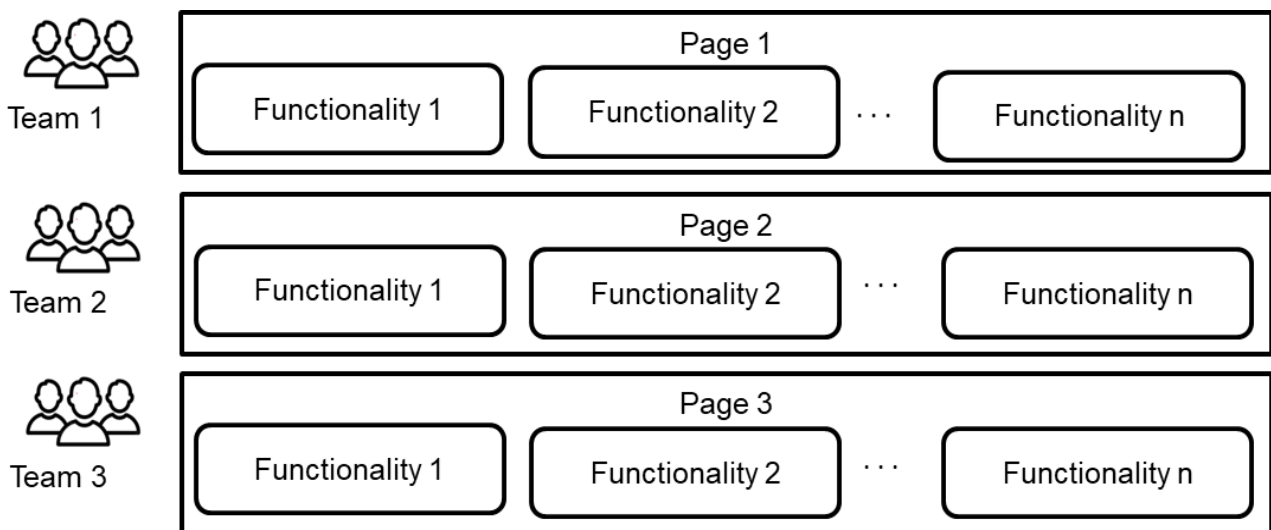 Page 1
Functionality 1
Functionality 2
...
Functionality n
Team 1
Page 2
Functionality 1
Functionality 2
...
Functionality n
Team 2
Page 3
Functionality 1
Functionality 2
...
Functionality n
Team 3